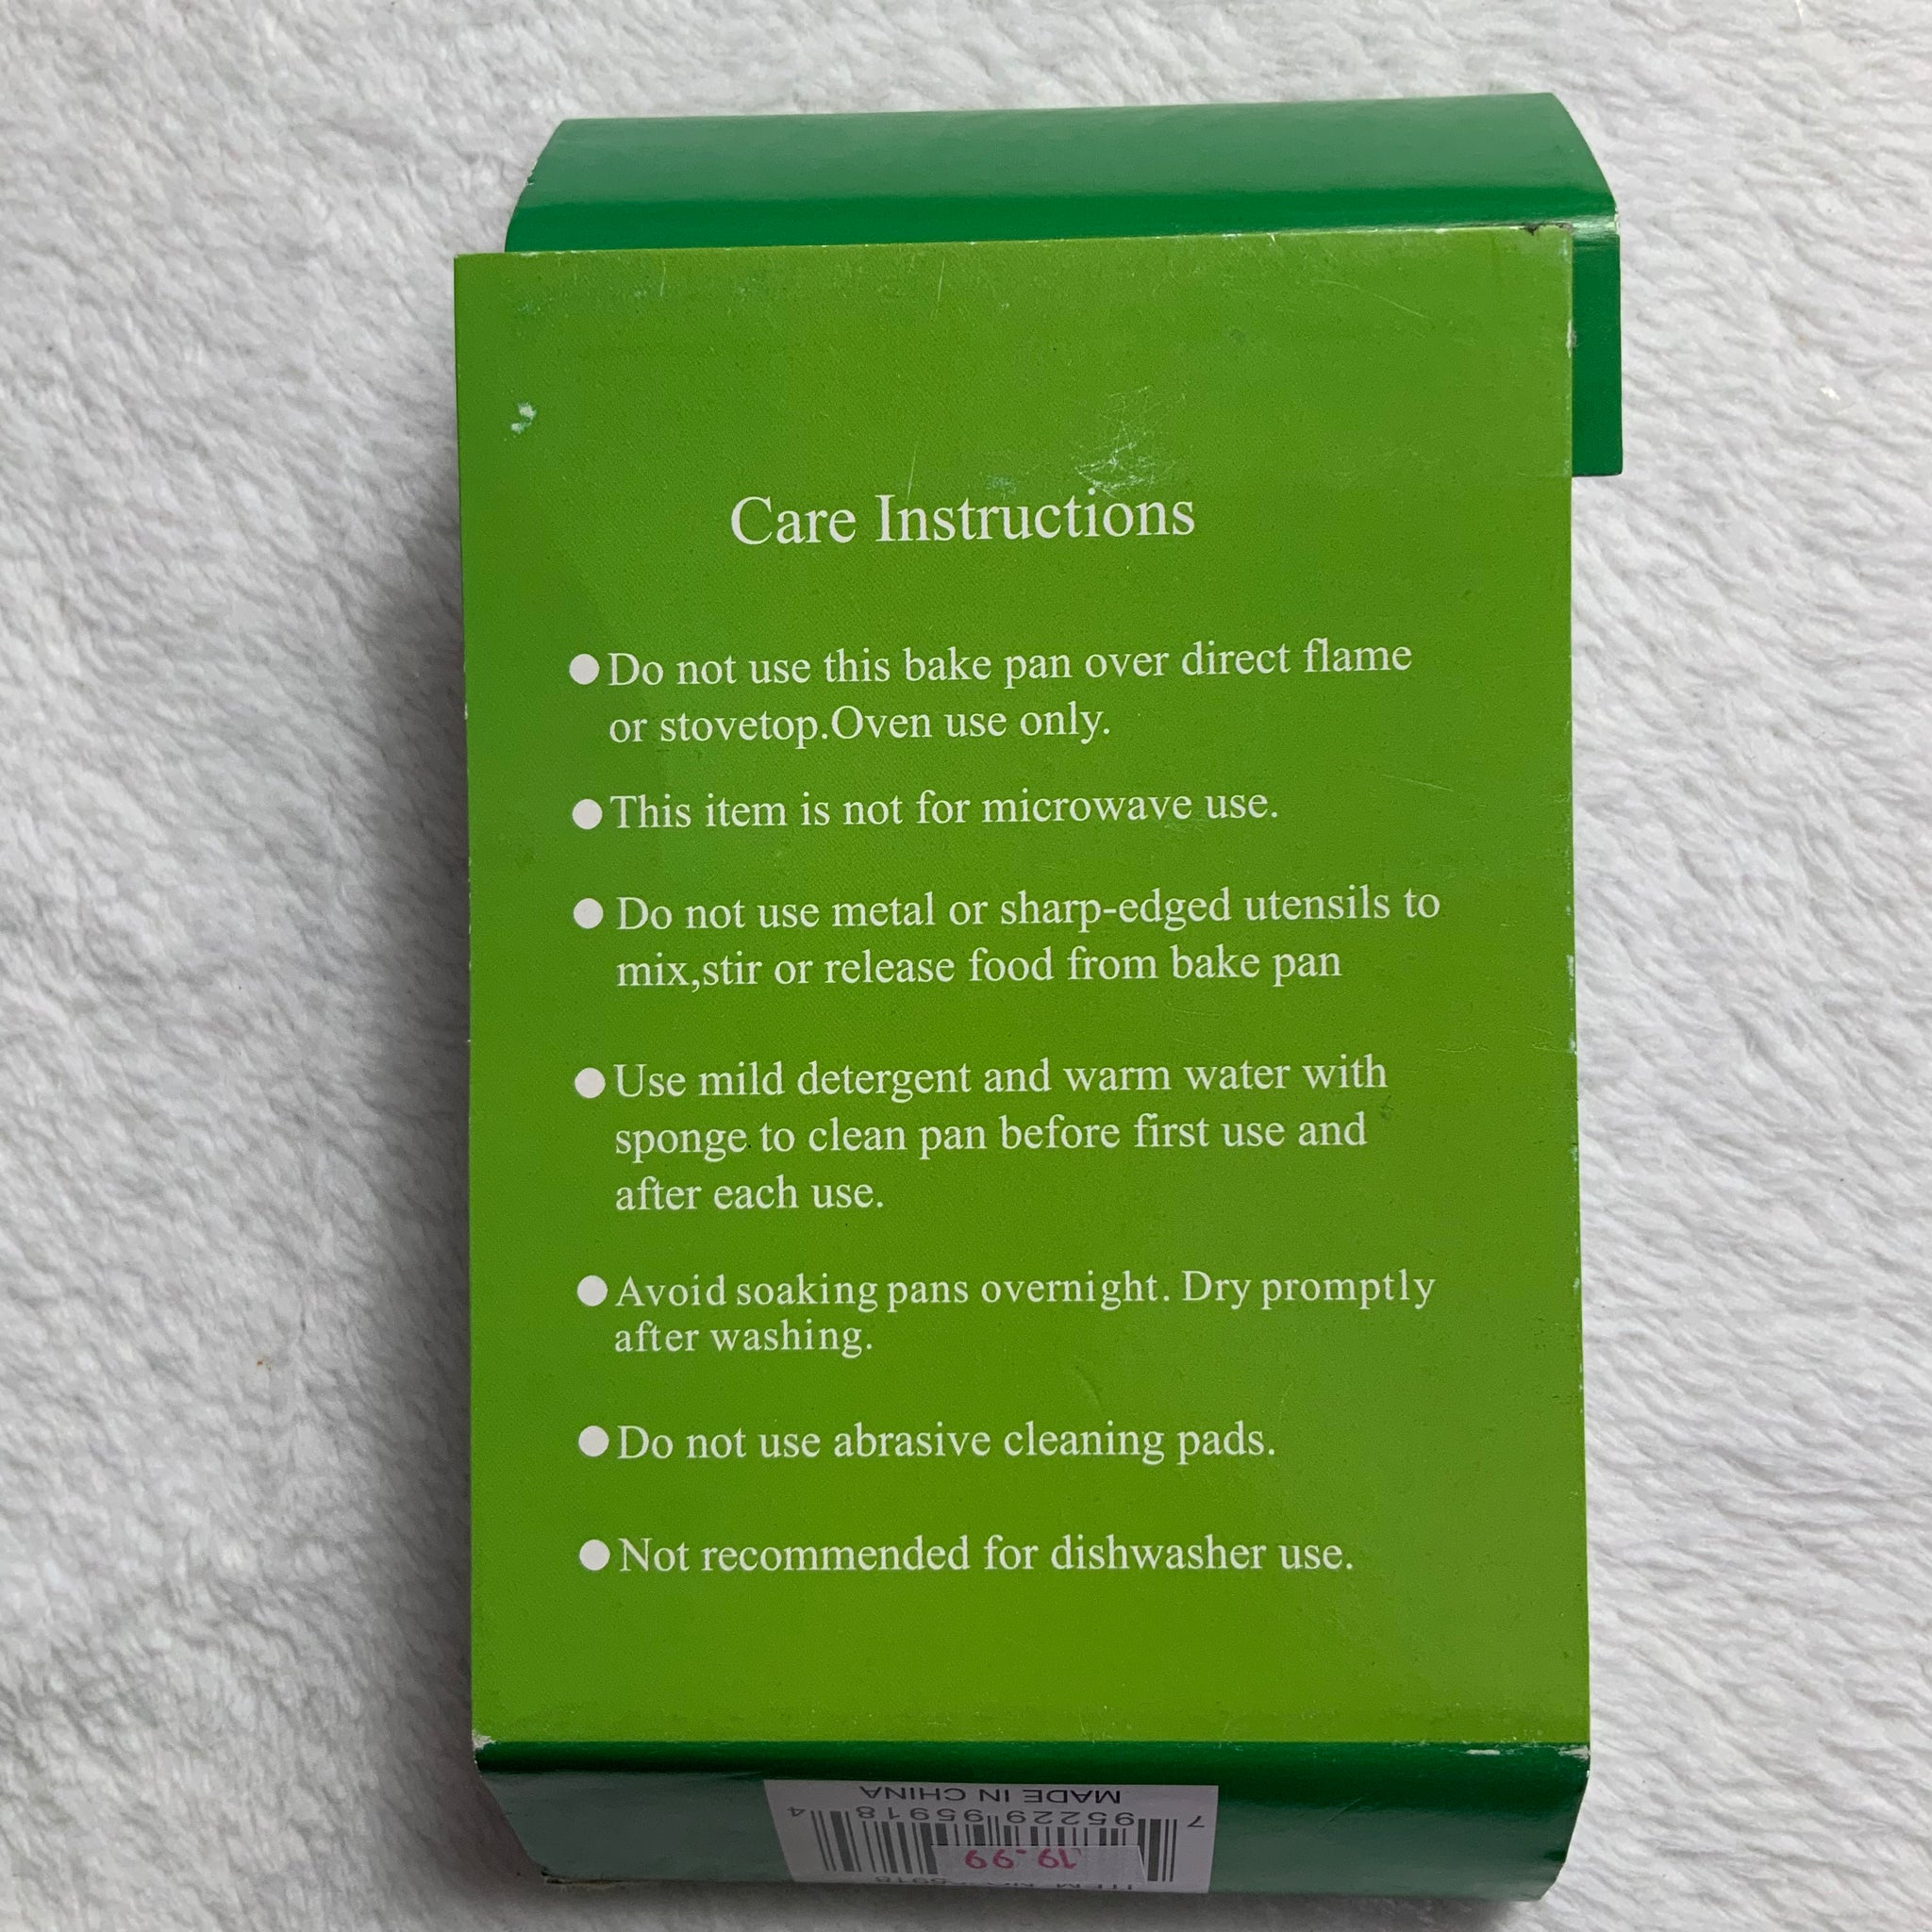 Care Instructions
●Do not use this bake pan over direct flame
or stovetop.Oven use only.
●This item is not for microwave use.
●Do not use metal or sharp-edged utensils to
mix,stir or release food from bake pan
●Use mild detergent and warm water with
sponge to clean pan before first use and
after each use.
●Avoid soaking pans overnight. Dry promptly
after washing.
●Do not use abrasive cleaning pads.
●Not recommended for dishwasher use.
19.99
7 95229 95918 4
MADE IN CHINA